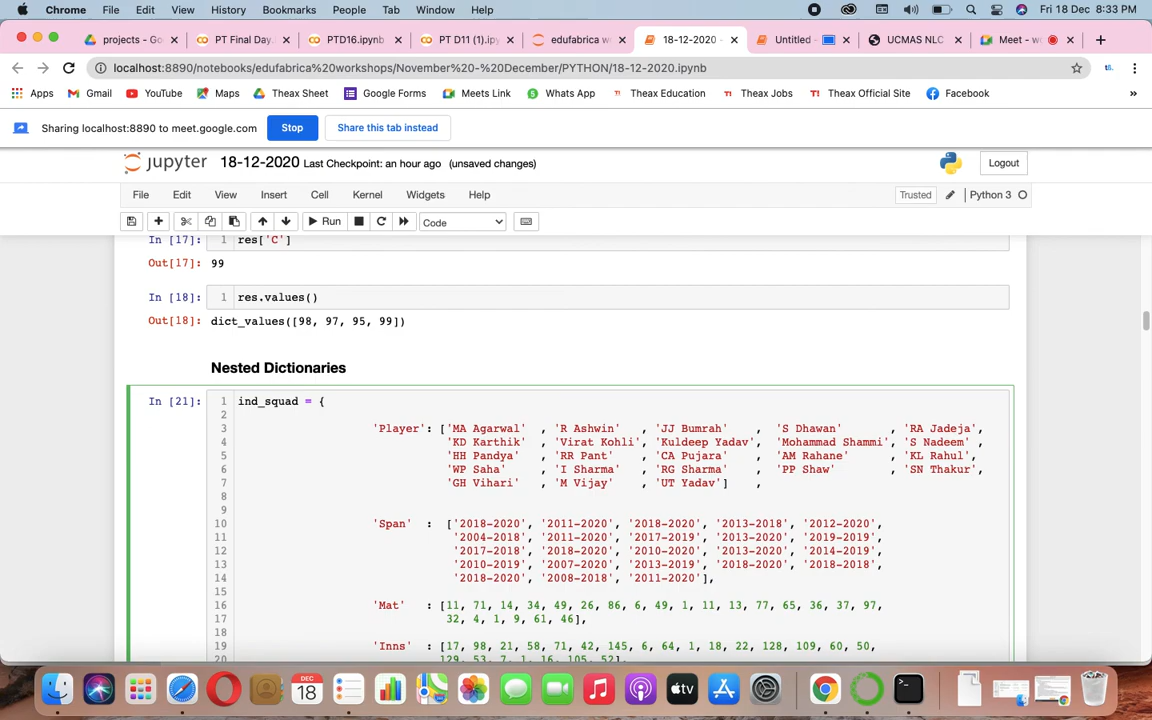 Chrome File Edit View History Bookmarks People Tab Window Help Fri 18 Dec 8:33 PM
projects - Go PT Final Day. PTD16.ipynb PT D11 (1).ipy edufabrica w 18-12-2020 Untitled UCMAS NLC Meet - w
localhost:8890/notebooks/edufabrica%20workshops/November%20-%20December/PYTHON/18-12-2020.ipynb
Apps Gmail YouTube Maps Theax Sheet Google Forms Meets Link Whats App Theax Education Theax Jobs Theax Official Site Facebook »
Sharing localhost:8890 to meet.google.com Stop Share this tab instead
jupyter 18-12-2020 Last Checkpoint: an hour ago (unsaved changes) Logout
File Edit View Insert Cell Kernel Widgets Help Trusted Python 3
Run Code
In [17]: 1 res['C']
Out[17]: 99
In [18]: 1 res.values()
Out[18]: dict_values([98, 97, 95, 99])
Nested Dictionaries
In [21]: 1 ind_squad = {
2
3 'Player': ['MA Agarwal' , 'R Ashwin' , 'JJ Bumrah' , 'S Dhawan' , 'RA Jadeja',
4 'KD Karthik' , 'Virat Kohli', 'Kuldeep Yadav', 'Mohammad Shammi', 'S Nadeem' ,
5 'HH Pandya' , 'RR Pant' , 'CA Pujara' , 'AM Rahane' , 'KL Rahul',
6 'WP Saha' , 'I Sharma' , 'RG Sharma' , 'PP Shaw' , 'SN Thakur',
7 'GH Vihari' , 'M Vijay' , 'UT Yadav'] ,
8
9
10 'Span' : ['2018-2020', '2011-2020', '2018-2020', '2013-2018', '2012-2020',
11 '2004-2018', '2011-2020', '2017-2019', '2013-2020', '2019-2019',
12 '2017-2018', '2018-2020', '2010-2020', '2013-2020', '2014-2019',
13 '2010-2019', '2007-2020', '2013-2019', '2018-2020', '2018-2018',
14 '2018-2020', '2008-2018', '2011-2020'],
15
16 'Mat' : [11, 71, 14, 34, 49, 26, 86, 6, 49, 1, 11, 13, 77, 65, 36, 37, 97,
17 32, 4, 1, 9, 61, 46],
18
19 'Inns' : [17, 98, 21, 58, 71, 42, 145, 6, 64, 1, 18, 22, 128, 109, 60, 50,
20 129, 53, 7, 1, 16, 105, 52],
DEC
18
tv